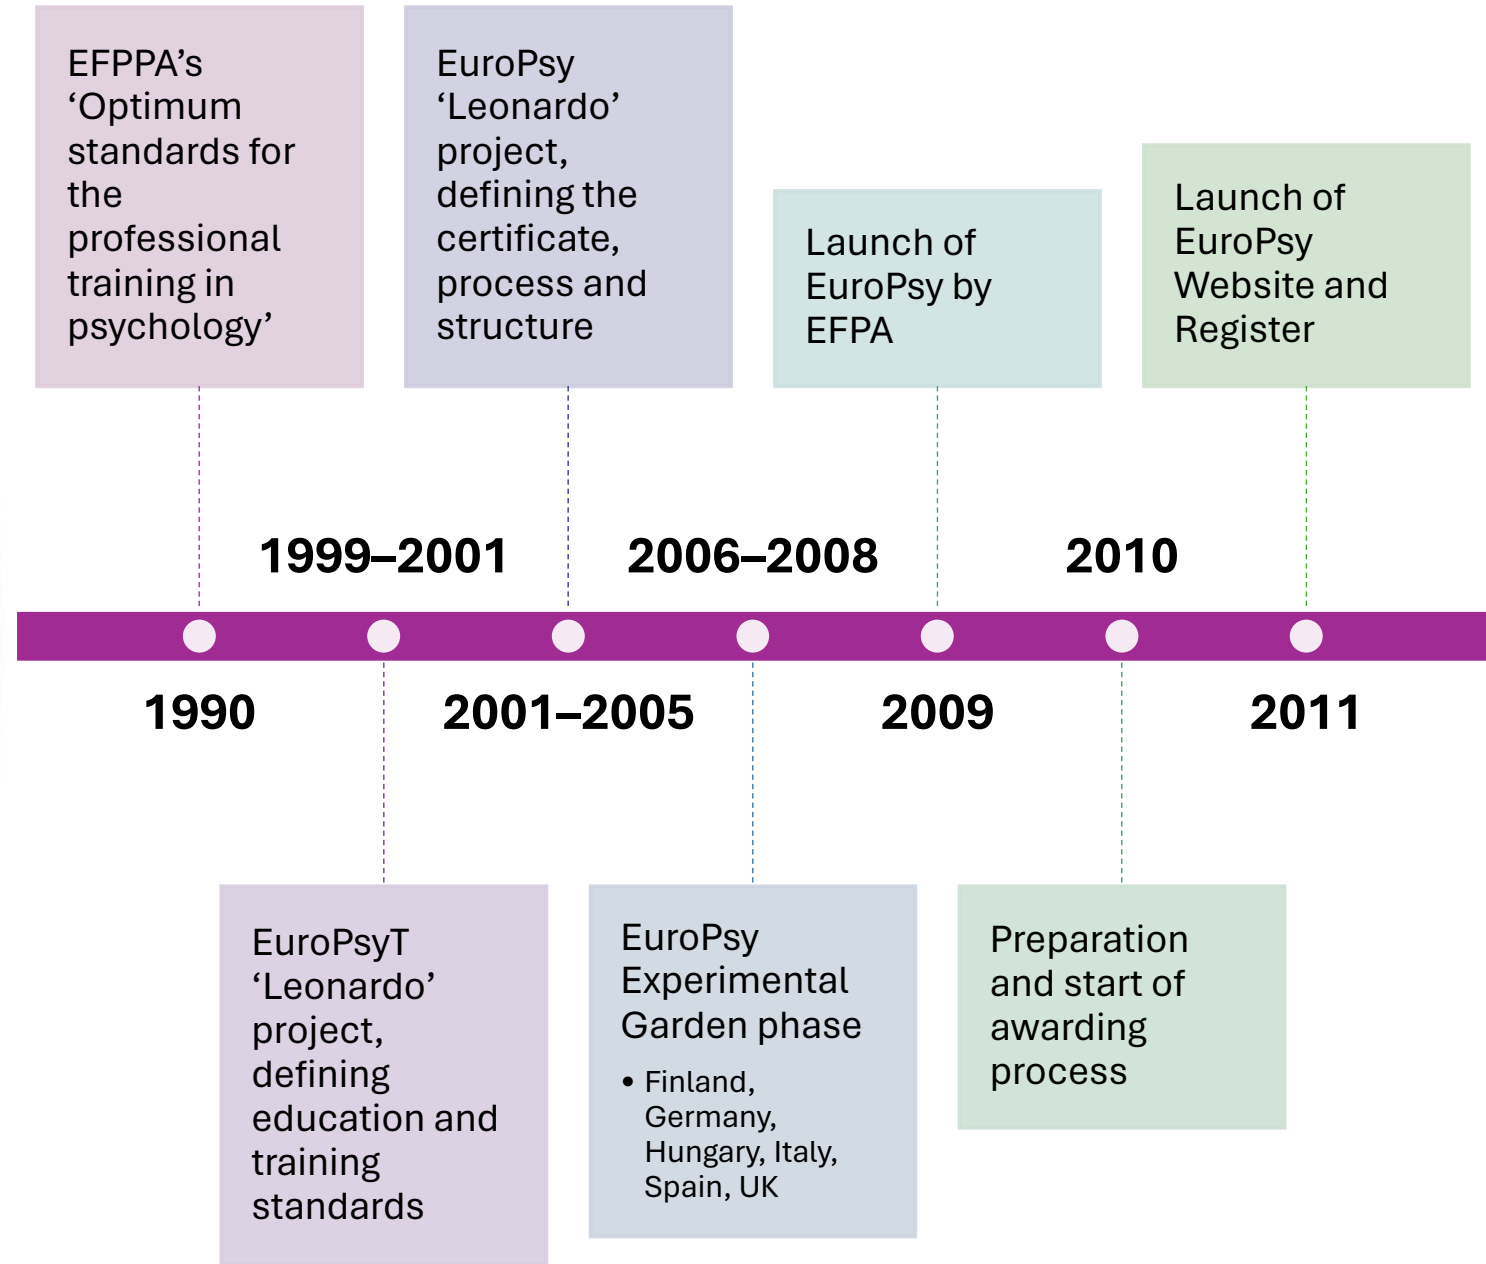 EFPPA’s
‘Optimum
standards for
the
professional
training in
psychology’
EuroPsy
‘Leonardo’
project,
defining the
certificate,
process and
structure
Launch of
EuroPsy by
EFPA
Launch of
EuroPsy
Website and
Register
1999–2001
2006–2008
2010
1990
2001–2005
2009
2011
EuroPsyT
‘Leonardo’
project,
defining
education and
training
standards
EuroPsy
Experimental
Garden phase
• Finland,
Germany,
Hungary, Italy,
Spain, UK
Preparation
and start of
awarding
process